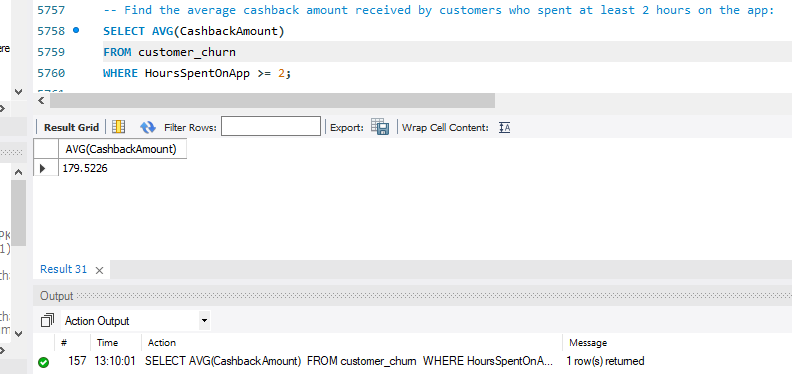 5757 -- Find the average cashback amount received by customers who spent at least 2 hours on the app:
5758 SELECT AVG(CashbackAmount)
5759 FROM customer_churn
5760 WHERE HoursSpentOnApp >= 2;
Result Grid Filter Rows: Export: Wrap Cell Content:
AVG(CashbackAmount)
179.5226
Result 31
Output
Action Output
# Time Action Message
157 13:10:01 SELECT AVG(CashbackAmount) FROM customer_churn WHERE HoursSpentOnA... 1 row(s) returned